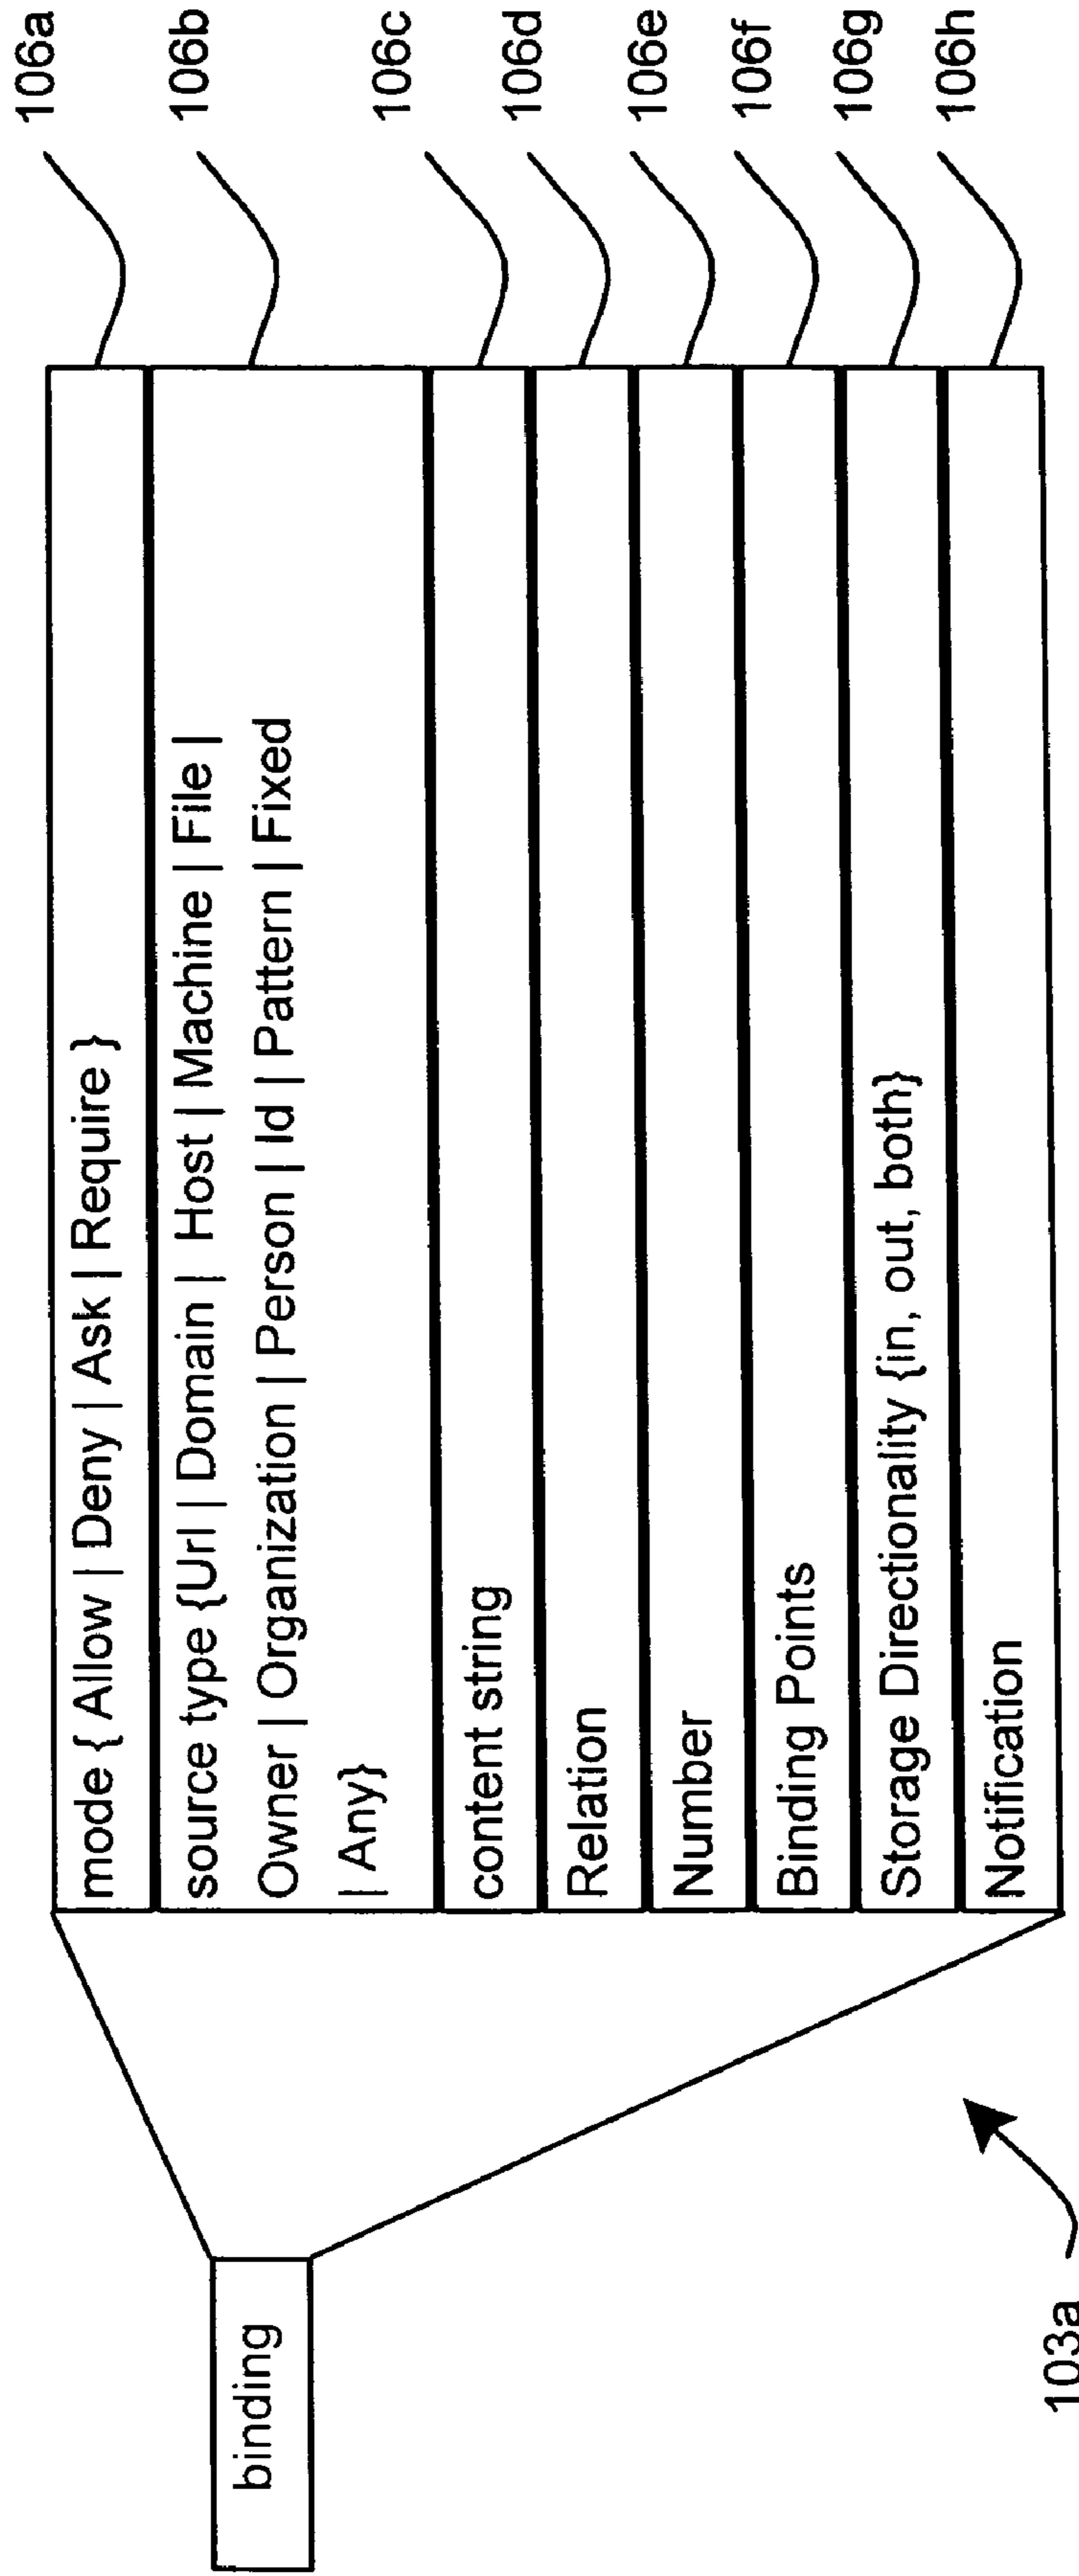 binding
mode { Allow | Deny | Ask | Require }
source type {Url | Domain | Host | Machine | File |
Owner | Organization | Person | Id | Pattern | Fixed
| Any}
content string
Relation
Number
Binding Points
Storage Directionality {in, out, both}
Notification
106a
106b
106c
106d
106e
106f
106g
106h
103a